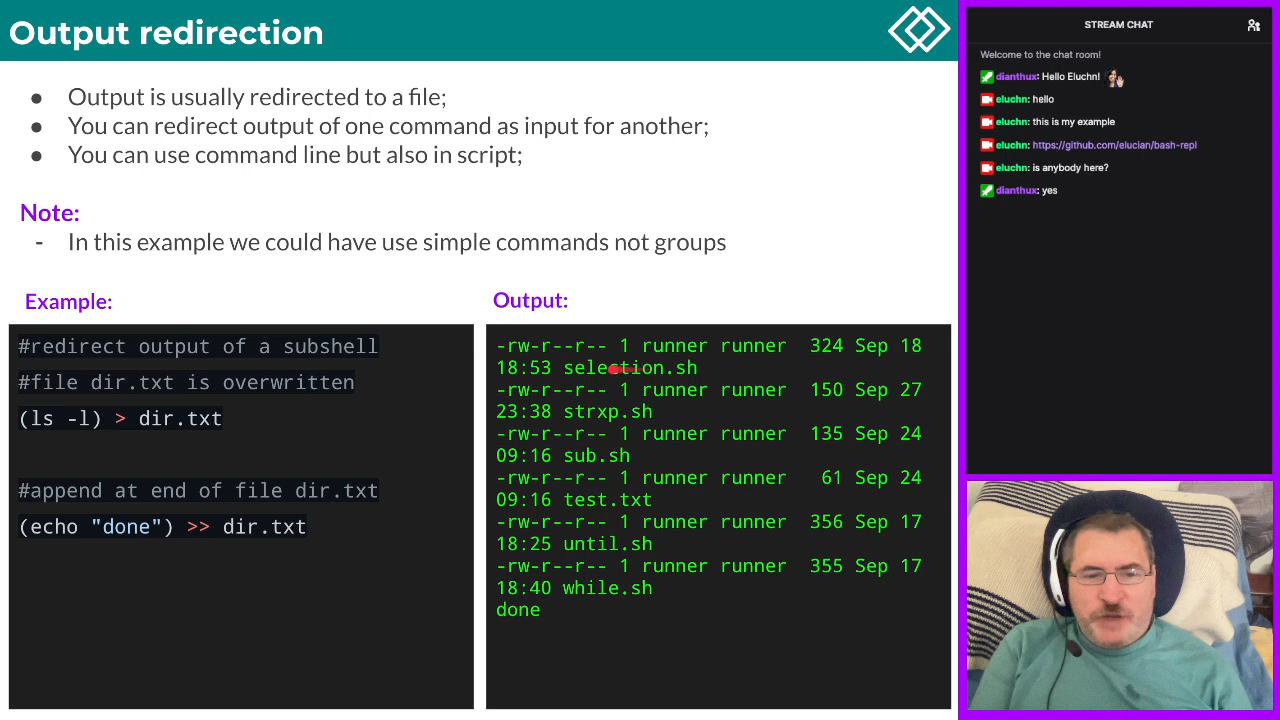 Output redirection
● Output is usually redirected to a file;
● You can redirect output of one command as input for another;
● You can use command line but also in script;
Note:
- In this example we could have use simple commands not groups
Example:
#redirect output of a subshell
#file dir.txt is overwritten
(ls -l) > dir.txt
#append at end of file dir.txt
(echo "done") >> dir.txt
Output:
-rw-r--r-- 1 runner runner 324 Sep 18
18:53 selection.sh
-rw-r--r-- 1 runner runner 150 Sep 27
23:38 strxp.sh
-rw-r--r-- 1 runner runner 135 Sep 24
09:16 sub.sh
-rw-r--r-- 1 runner runner 61 Sep 24
09:16 test.txt
-rw-r--r-- 1 runner runner 356 Sep 17
18:25 until.sh
-rw-r--r-- 1 runner runner 355 Sep 17
18:40 while.sh
done
STREAM CHAT
Welcome to the chat room!
dianthux: Hello Eluchn!
eluchn: hello
eluchn: this is my example
eluchn: https://github.com/elucian/bash-repl
eluchn: is anybody here?
dianthux: yes